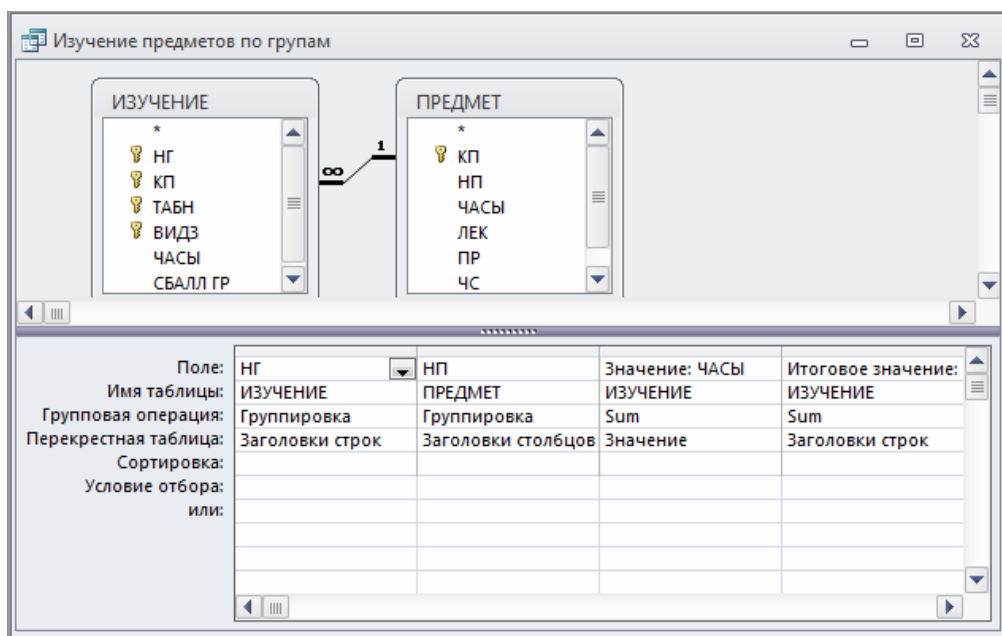 Изучение предметов по групам
ИЗУЧЕНИЕ
*
НГ
КП
ТАБН
ВИДЗ
ЧАСЫ
СБАЛЛ ГР
∞ 1
ПРЕДМЕТ
*
КП
НП
ЧАСЫ
ЛЕК
ПР
ЧС
Поле: НГ НП Значение: ЧАСЫ Итоговое значение:
Имя таблицы: ИЗУЧЕНИЕ ПРЕДМЕТ ИЗУЧЕНИЕ ИЗУЧЕНИЕ
Групповая операция: Группировка Группировка Sum Sum
Перекрестная таблица: Заголовки строк Заголовки столбцов Значение Заголовки строк
Сортировка:
Условие отбора:
или: